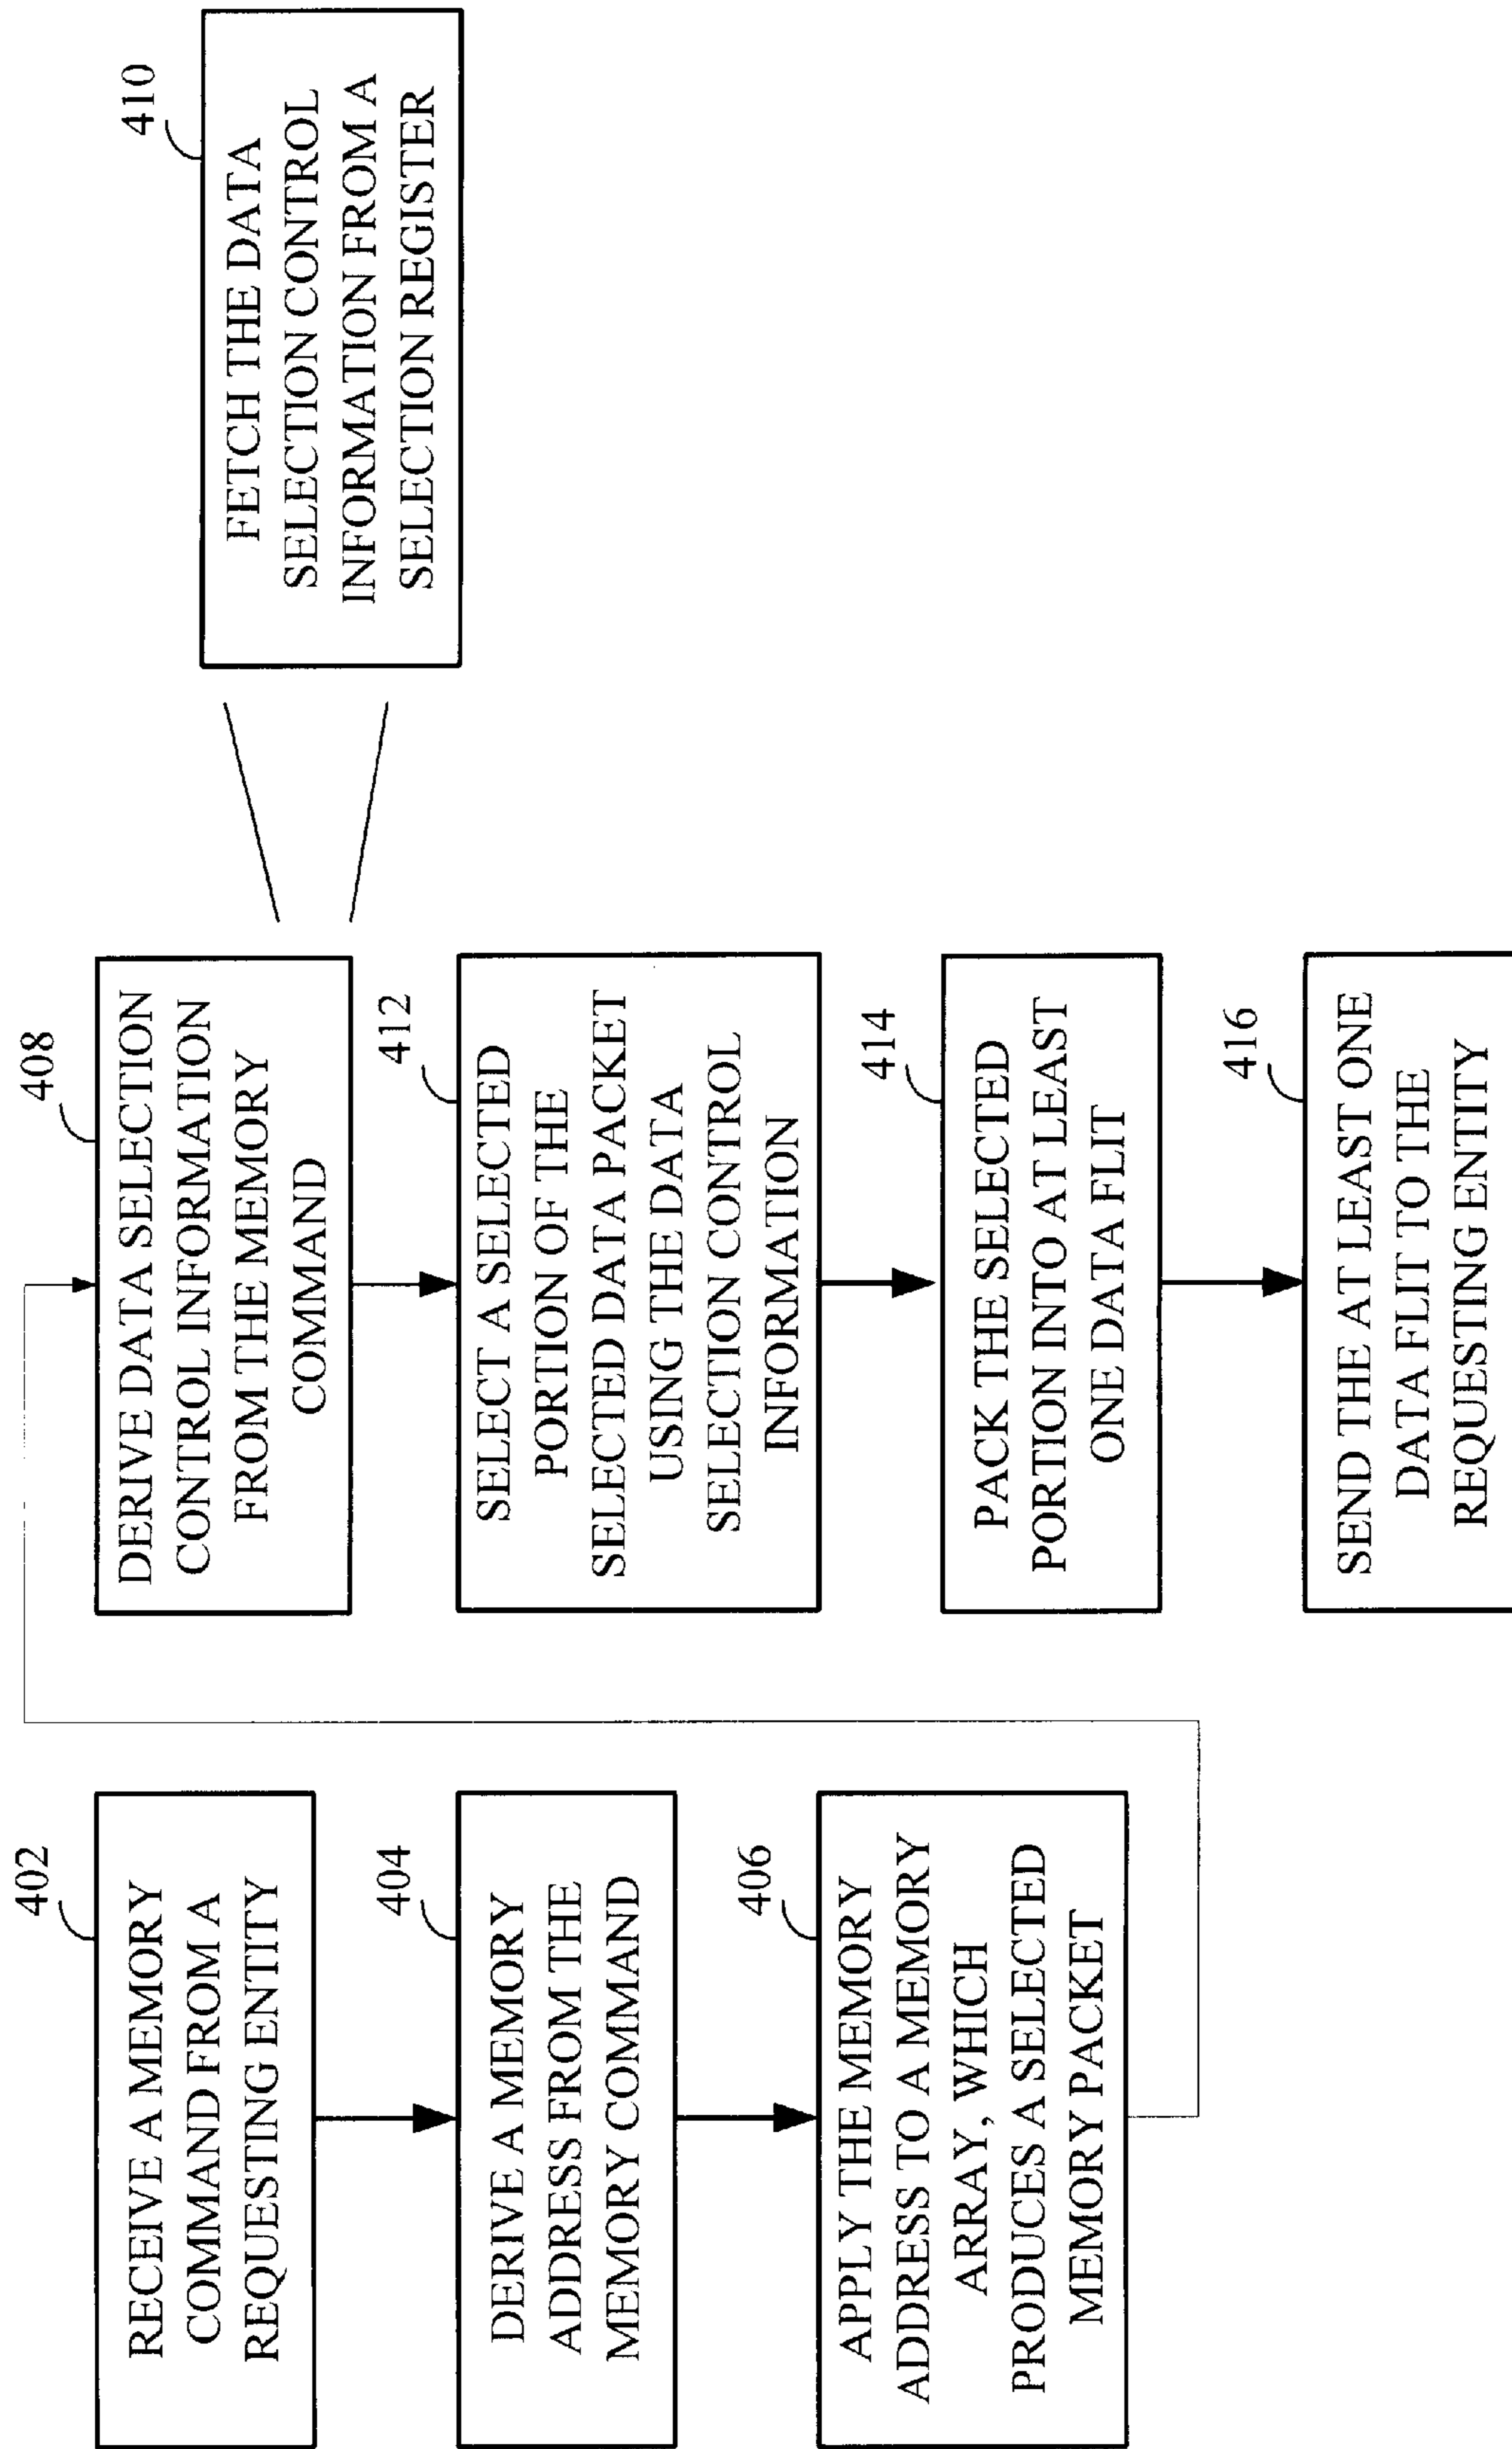 402
RECEIVE A MEMORY
COMMAND FROM A
REQUESTING ENTITY
404
DERIVE A MEMORY
ADDRESS FROM THE
MEMORY COMMAND
406
APPLY THE MEMORY
ADDRESS TO A MEMORY
ARRAY, WHICH
PRODUCES A SELECTED
MEMORY PACKET
408
DERIVE DATA SELECTION
CONTROL INFORMATION
FROM THE MEMORY
COMMAND
410
FETCH THE DATA
SELECTION CONTROL
INFORMATION FROM A
SELECTION REGISTER
412
SELECT A SELECTED
PORTION OF THE
SELECTED DATA PACKET
USING THE DATA
SELECTION CONTROL
INFORMATION
414
PACK THE SELECTED
PORTION INTO AT LEAST
ONE DATA FLIT
416
SEND THE AT LEAST ONE
DATA FLIT TO THE
REQUESTING ENTITY